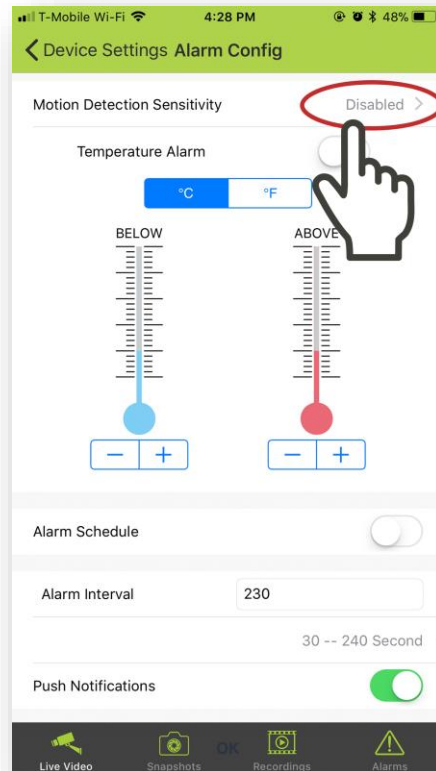 T-Mobile Wi-Fi 4:28 PM 48%
Device Settings Alarm Config
Motion Detection Sensitivity Disabled
Temperature Alarm
°C °F
BELOW ABOVE
− + − +
Alarm Schedule
Alarm Interval 230
30 -- 240 Second
Push Notifications
OK
Live Video Snapshots Recordings Alarms